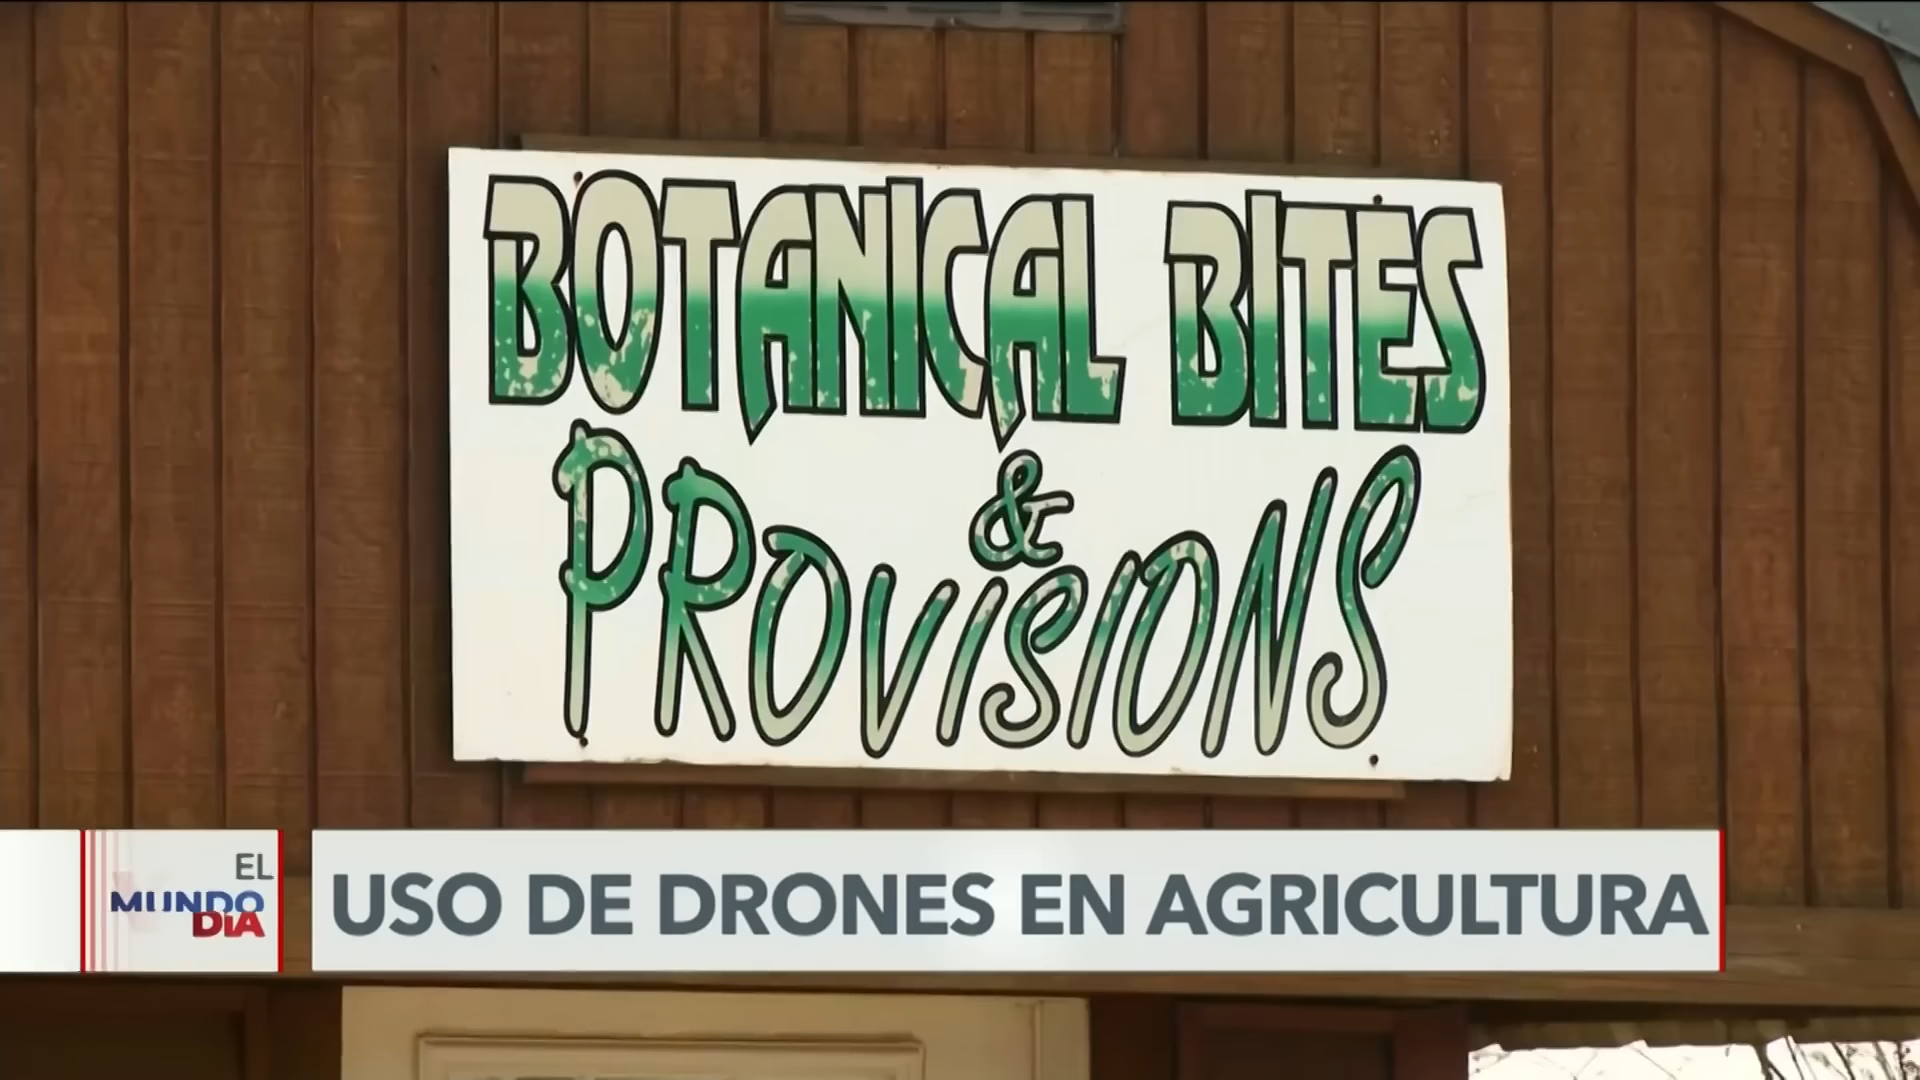 BOTANICAL BITES
&
PROVISIONS
EL
MUNDO
DIA
USO DE DRONES EN AGRICULTURA